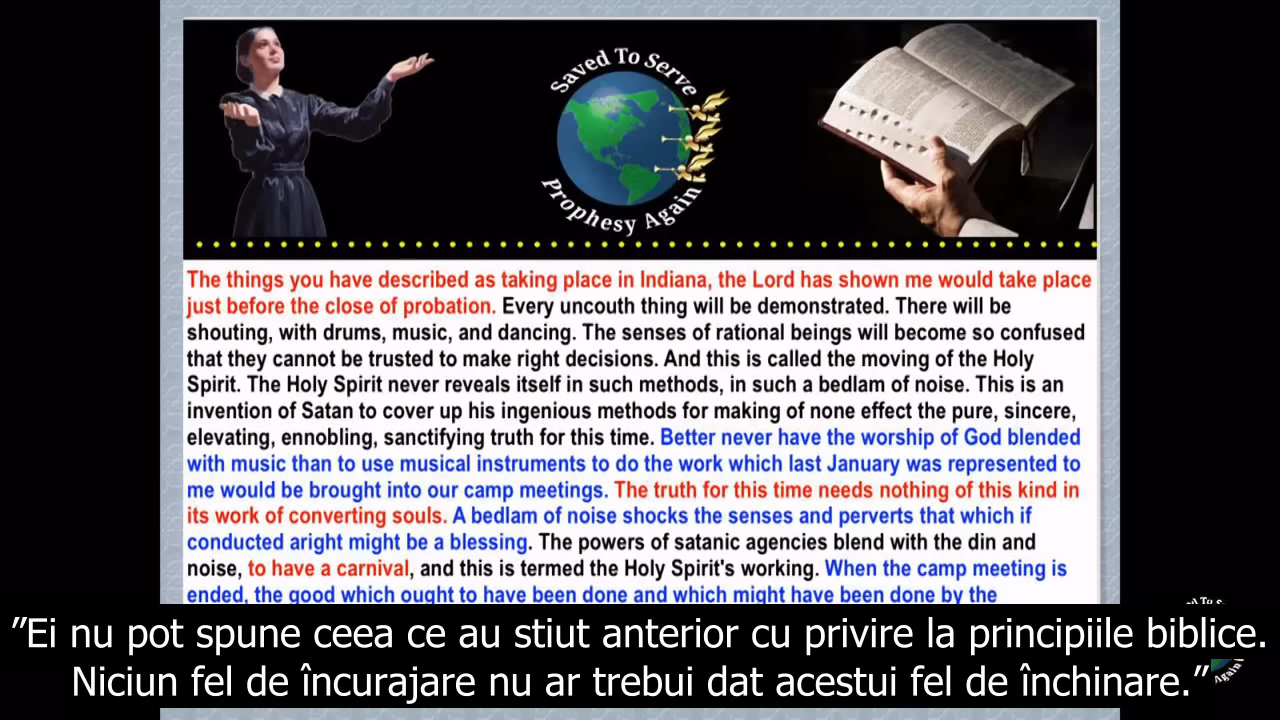 Saved To Serve
Prophesy Again
The things you have described as taking place in Indiana, the Lord has shown me would take place
just before the close of probation. Every uncouth thing will be demonstrated. There will be
shouting, with drums, music, and dancing. The senses of rational beings will become so confused
that they cannot be trusted to make right decisions. And this is called the moving of the Holy
Spirit. The Holy Spirit never reveals itself in such methods, in such a bedlam of noise. This is an
invention of Satan to cover up his ingenious methods for making of none effect the pure, sincere,
elevating, ennobling, sanctifying truth for this time. Better never have the worship of God blended
with music than to use musical instruments to do the work which last January was represented to
me would be brought into our camp meetings. The truth for this time needs nothing of this kind in
its work of converting souls. A bedlam of noise shocks the senses and perverts that which if
conducted aright might be a blessing. The powers of satanic agencies blend with the din and
noise, to have a carnival, and this is termed the Holy Spirit's working. When the camp meeting is
ended, the good which ought to have been done and which might have been done by the
”Ei nu pot spune ceea ce au stiut anterior cu privire la principiile biblice.
Niciun fel de încurajare nu ar trebui dat acestui fel de închinare.”